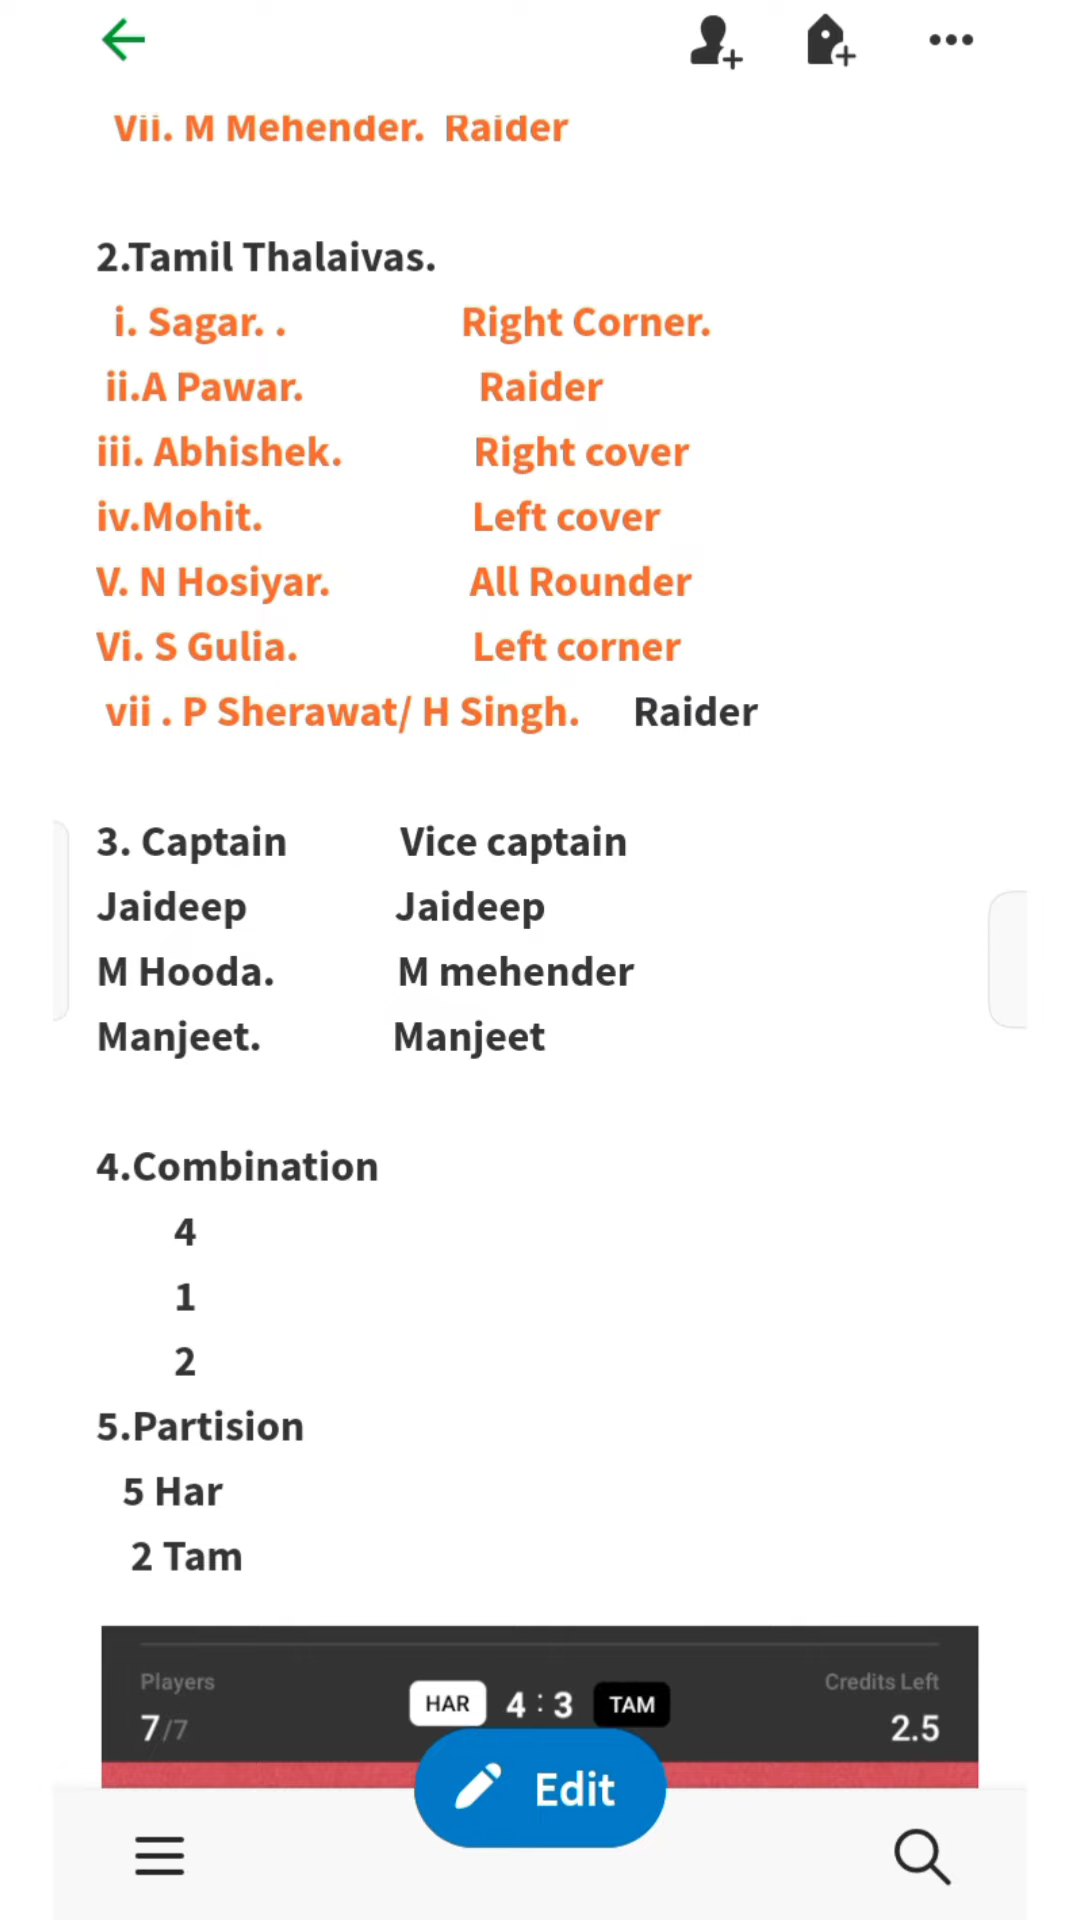 Vii. M Mehender. Raider
2.Tamil Thalaivas.
i. Sagar. . Right Corner.
ii.A Pawar. Raider
iii. Abhishek. Right cover
iv.Mohit. Left cover
V. N Hosiyar. All Rounder
Vi. S Gulia. Left corner
vii . P Sherawat/ H Singh. Raider
3. Captain Vice captain
Jaideep Jaideep
M Hooda. M mehender
Manjeet. Manjeet
4.Combination
4
1
2
5.Partision
5 Har
2 Tam
Players Credits Left
7/7 HAR 4 : 3 TAM 2.5
Edit